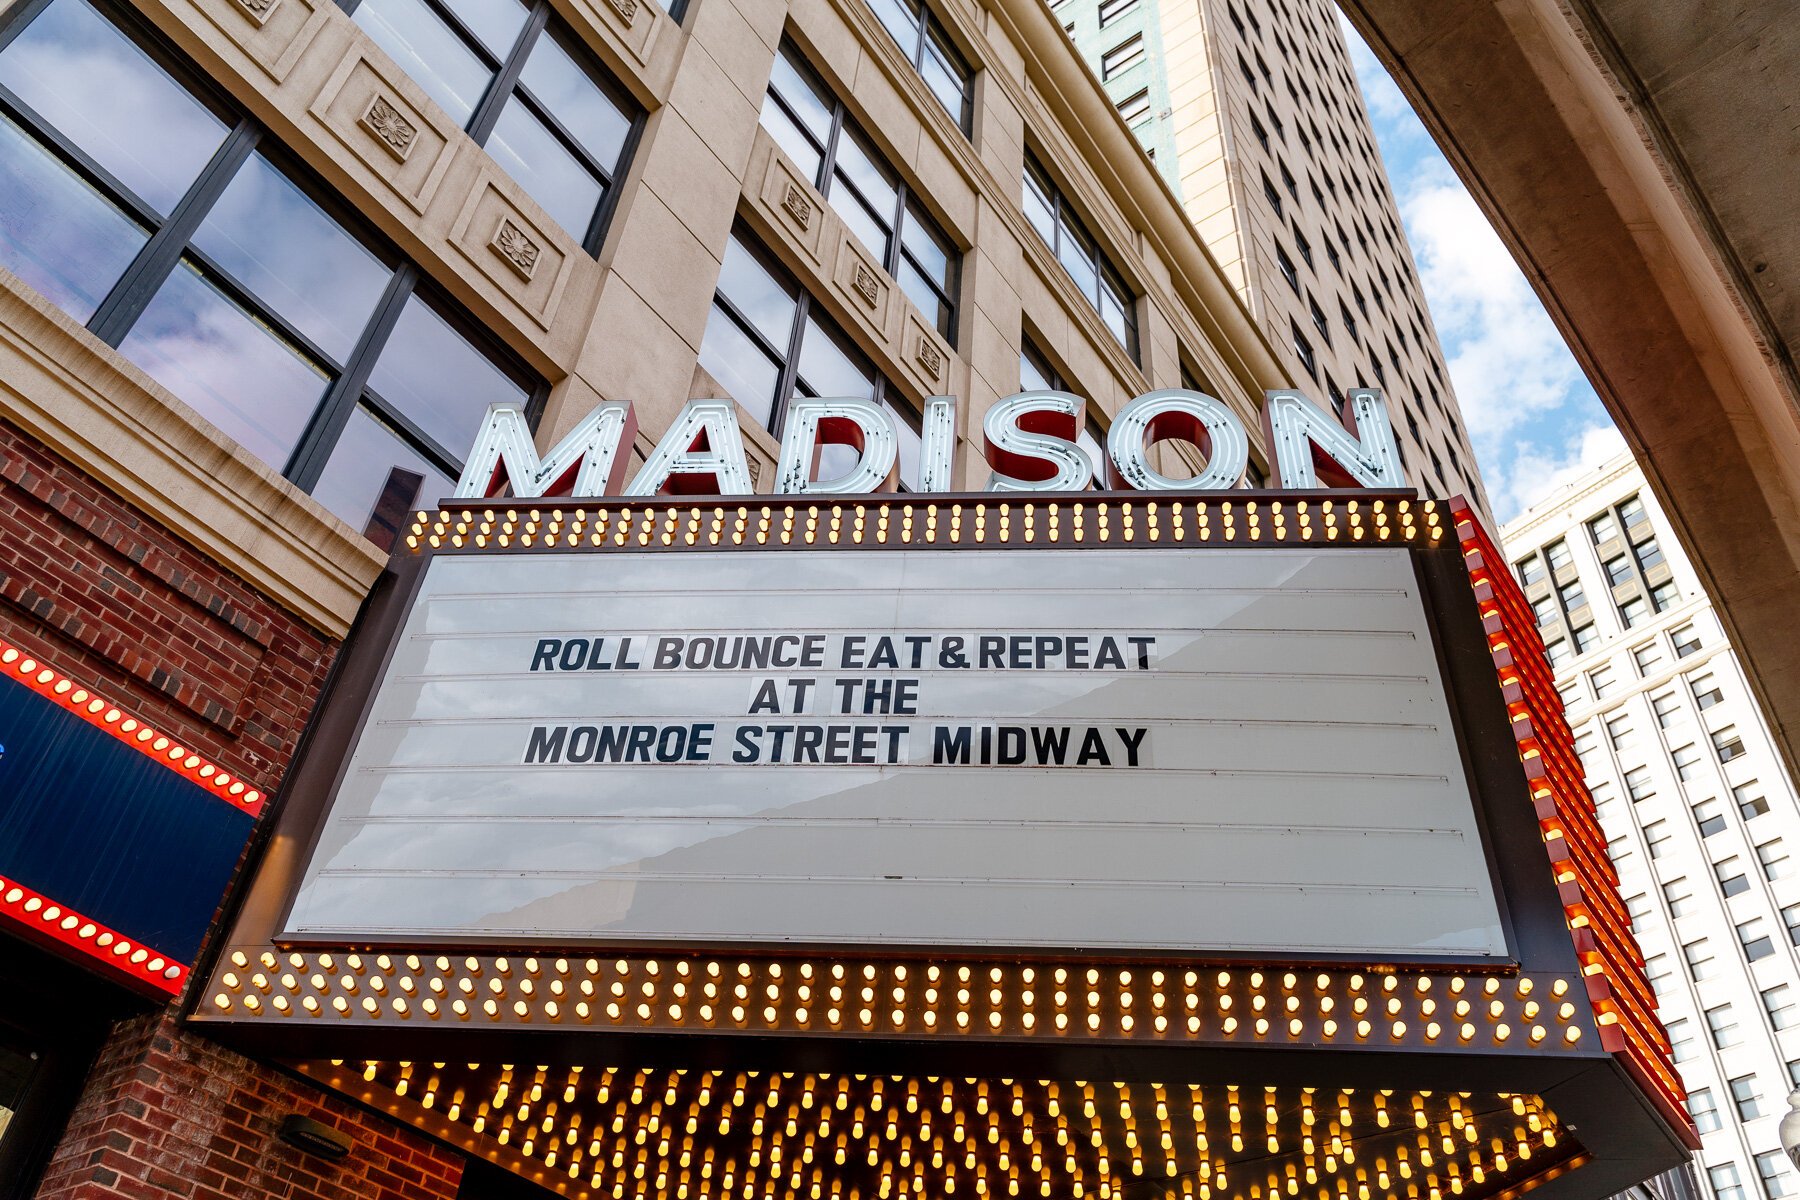 MADISON
ROLL BOUNCE EAT & REPEAT
AT THE
MONROE STREET MIDWAY